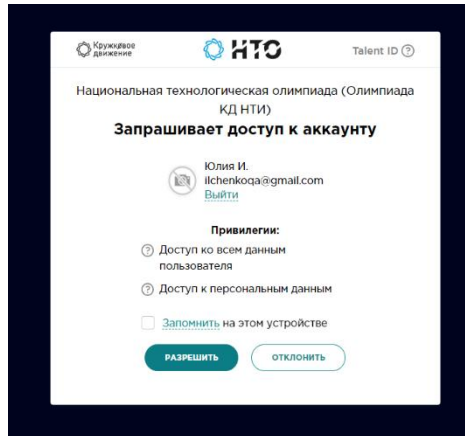 Кружковое
движение
НТО
Talent ID ?
Национальная технологическая олимпиада (Олимпиада
КД НТИ)
Запрашивает доступ к аккаунту
Юлия И.
ilchenkoqa@gmail.com
Выйти
Привилегии:
? Доступ ко всем данным
пользователя
? Доступ к персональным данным
Запомнить на этом устройстве
РАЗРЕШИТЬ
ОТКЛОНИТЬ